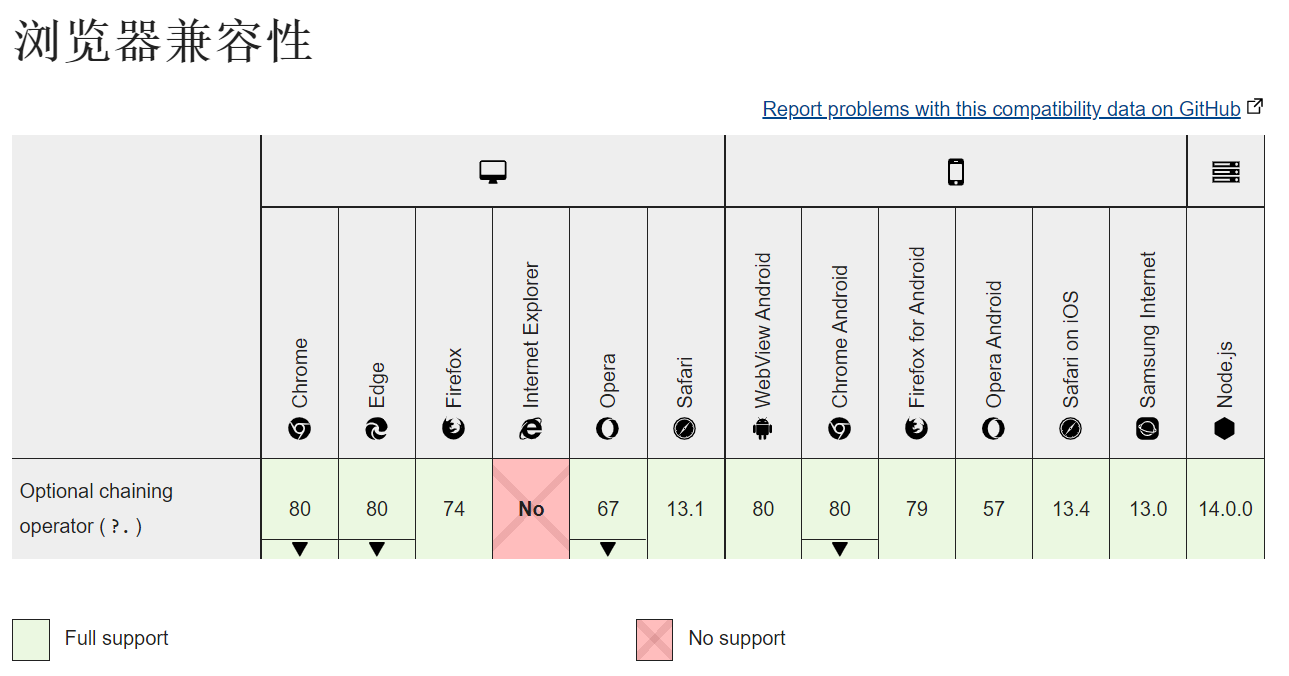 浏览器兼容性
Report problems with this compatibility data on GitHub
Chrome
Edge
Firefox
Internet Explorer
Opera
Safari
WebView Android
Chrome Android
Firefox for Android
Opera Android
Safari on iOS
Samsung Internet
Node.js
Optional chaining
operator ( ?. )
80
80
74
No
67
13.1
80
80
79
57
13.4
13.0
14.0.0
Full support
No support